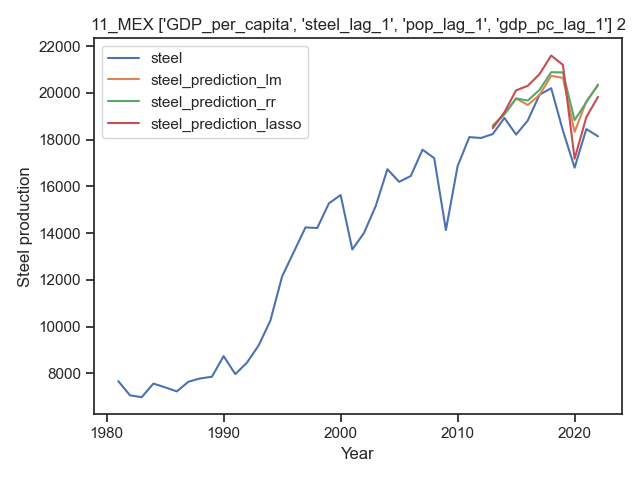 11_MEX ['GDP_per_capita', 'steel_lag_1', 'pop_lag_1', 'gdp_pc_lag_1'] 2
22000
20000
18000
16000
14000
12000
10000
8000
steel
steel_prediction_lm
steel_prediction_rr
steel_prediction_lasso
Steel production
1980
1990
2000
2010
2020
Year